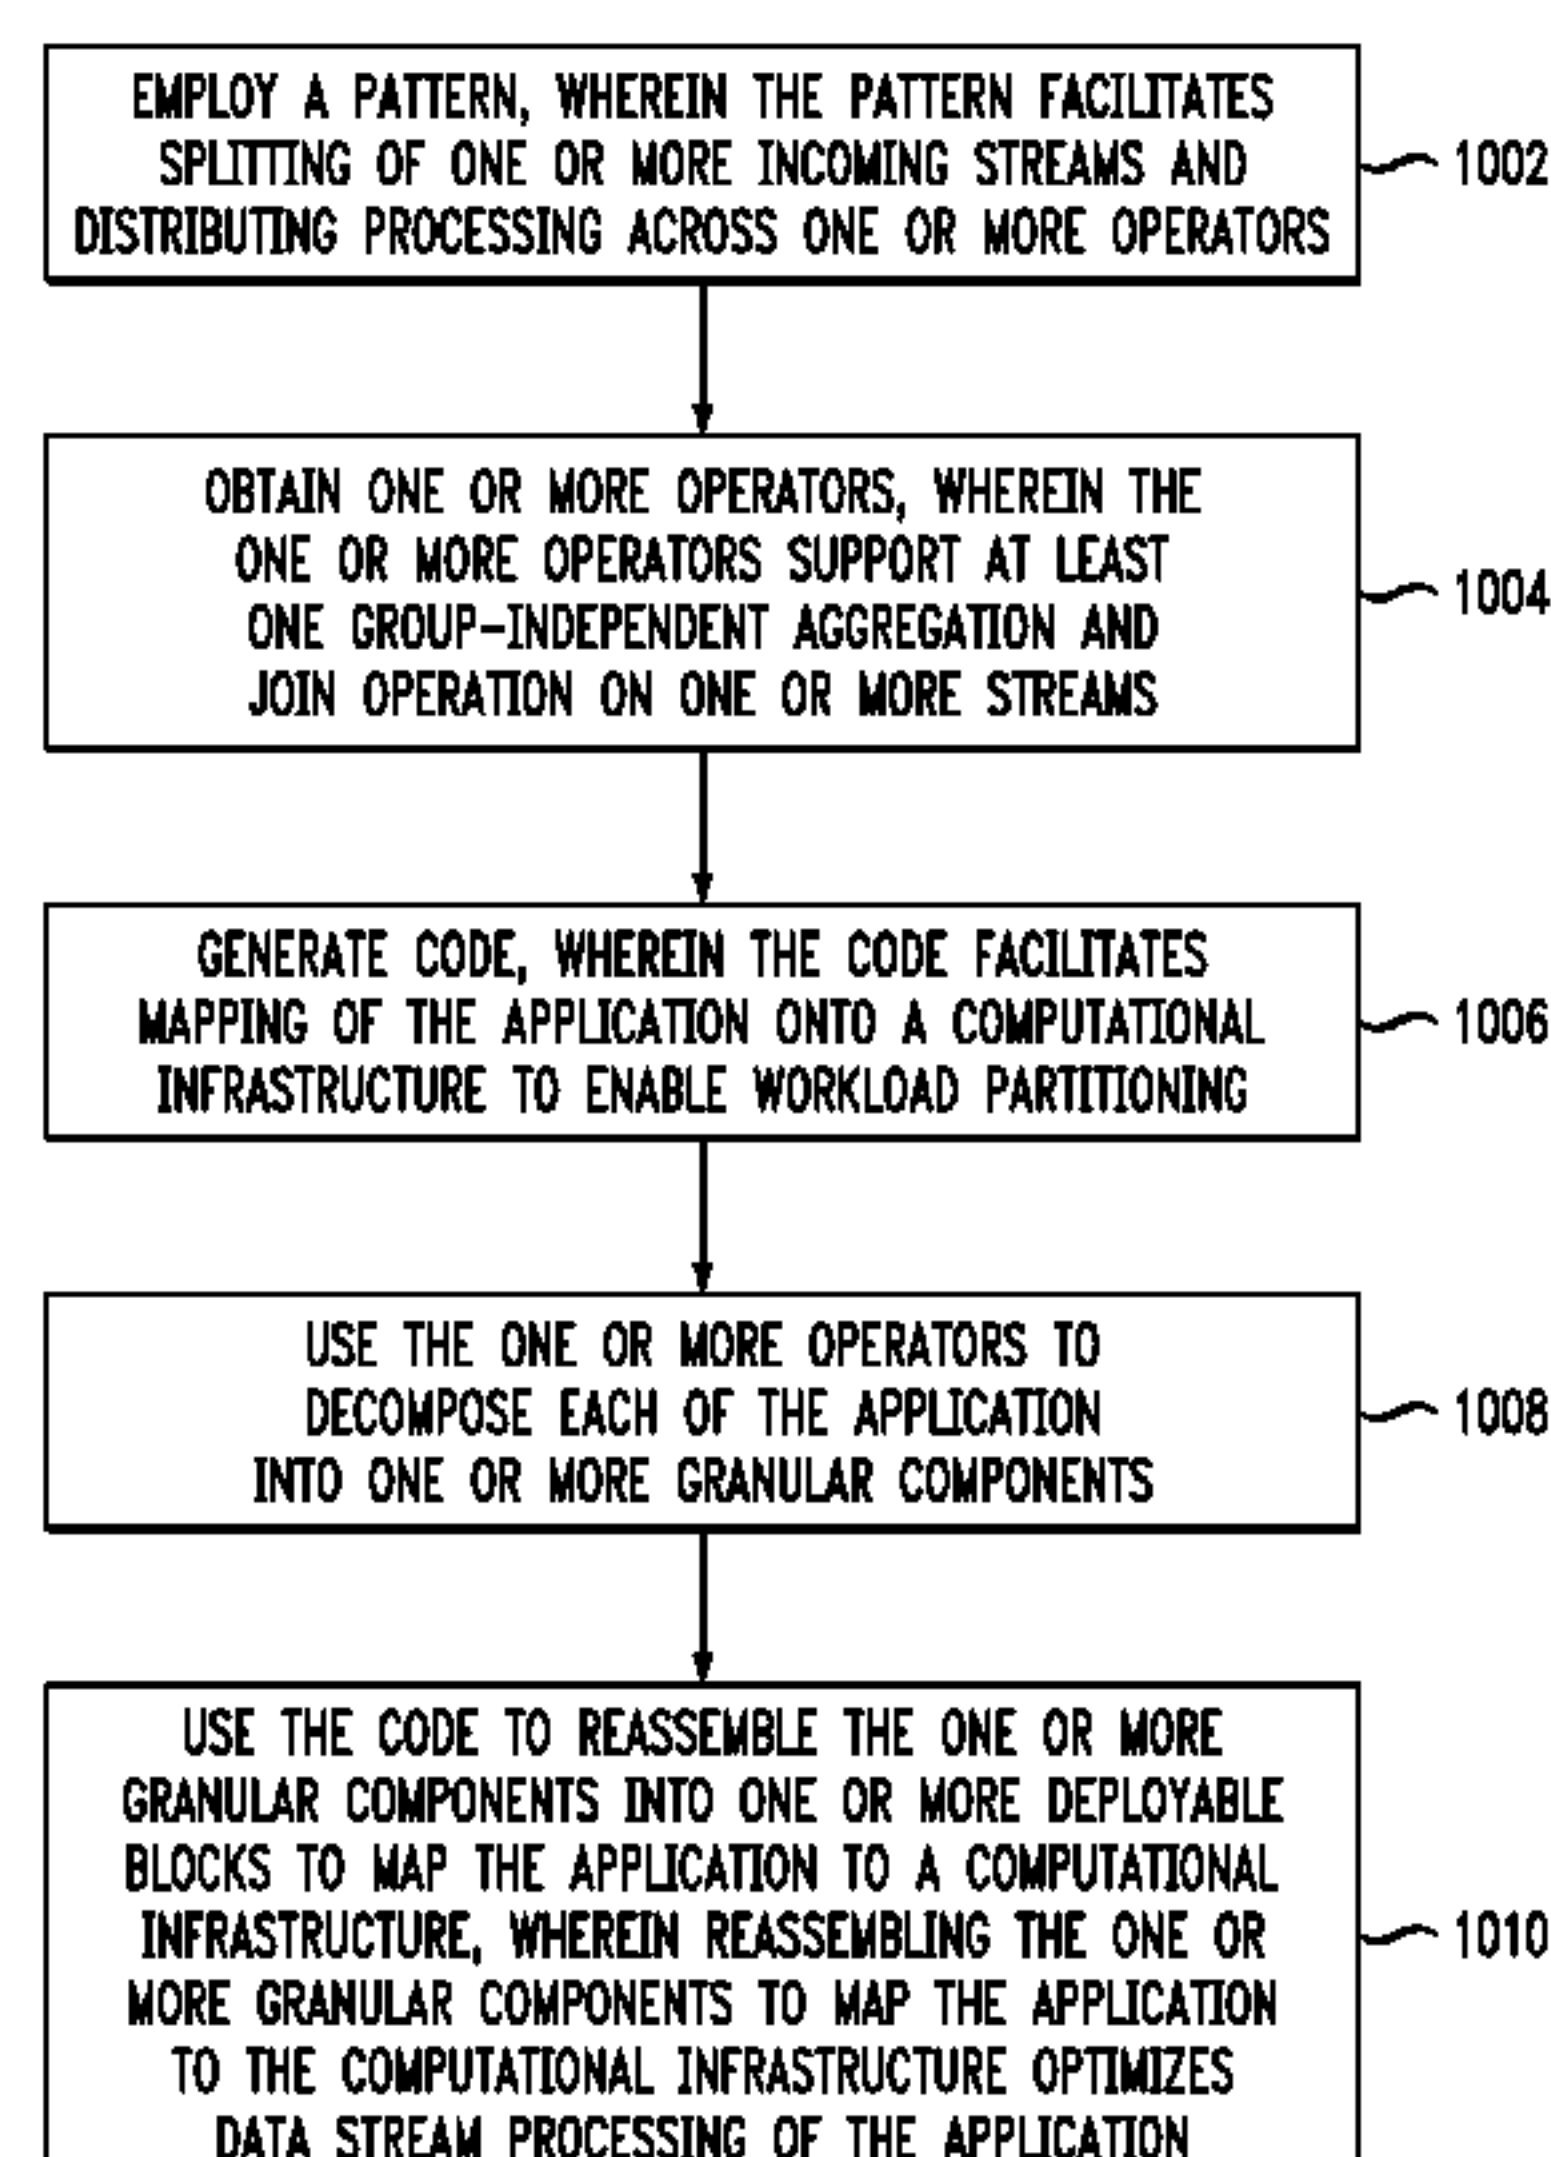 EMPLOY A PATTERN, WHEREIN THE PATTERN FACILITATES
SPLITTING OF ONE OR MORE INCOMING STREAMS AND
DISTRIBUTING PROCESSING ACROSS ONE OR MORE OPERATORS
1002
OBTAIN ONE OR MORE OPERATORS, WHEREIN THE
ONE OR MORE OPERATORS SUPPORT AT LEAST
ONE GROUP-INDEPENDENT AGGREGATION AND
JOIN OPERATION ON ONE OR MORE STREAMS
1004
GENERATE CODE, WHEREIN THE CODE FACILITATES
MAPPING OF THE APPLICATION ONTO A COMPUTATIONAL
INFRASTRUCTURE TO ENABLE WORKLOAD PARTITIONING
1006
USE THE ONE OR MORE OPERATORS TO
DECOMPOSE EACH OF THE APPLICATION
INTO ONE OR MORE GRANULAR COMPONENTS
1008
USE THE CODE TO REASSEMBLE THE ONE OR MORE
GRANULAR COMPONENTS INTO ONE OR MORE DEPLOYABLE
BLOCKS TO MAP THE APPLICATION TO A COMPUTATIONAL
INFRASTRUCTURE, WHEREIN REASSEMBLING THE ONE OR
MORE GRANULAR COMPONENTS TO MAP THE APPLICATION
TO THE COMPUTATIONAL INFRASTRUCTURE OPTIMIZES
DATA STREAM PROCESSING OF THE APPLICATION
1010